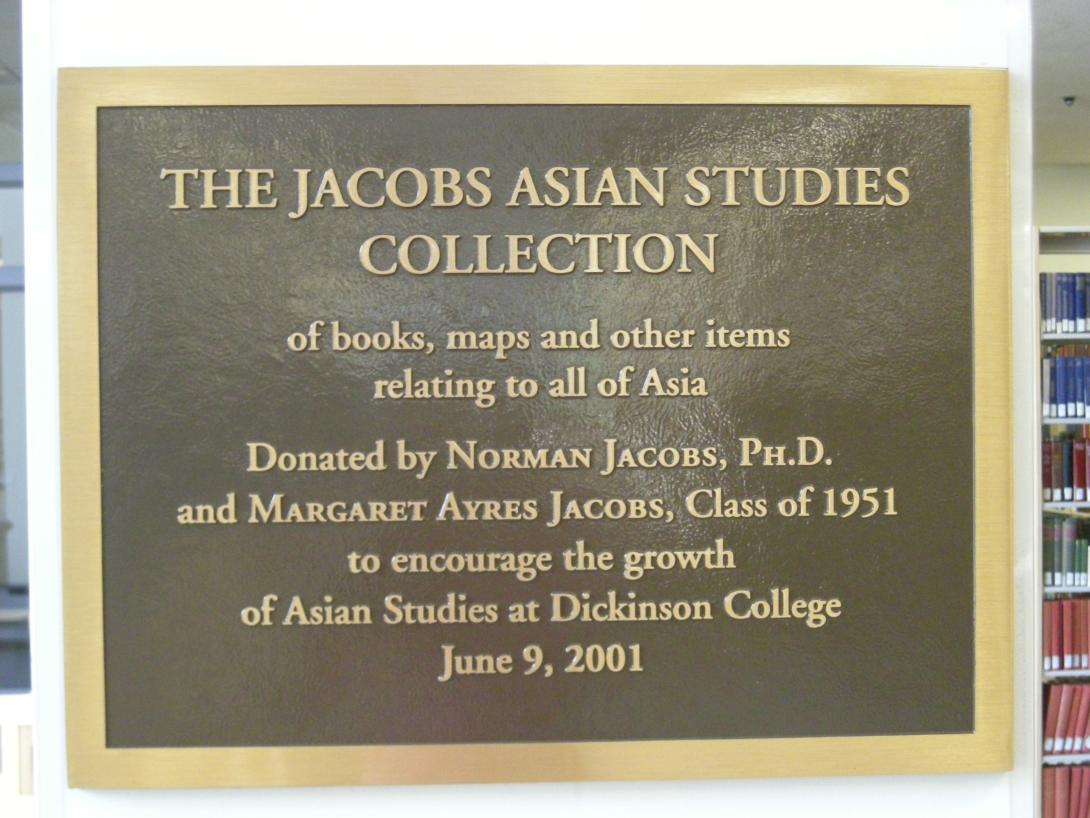 THE JACOBS ASIAN STUDIES
COLLECTION
of books, maps and other items
relating to all of Asia
Donated by NORMAN JACOBS, PH.D.
and MARGARET AYRES JACOBS, Class of 1951
to encourage the growth
of Asian Studies at Dickinson College
June 9, 2001